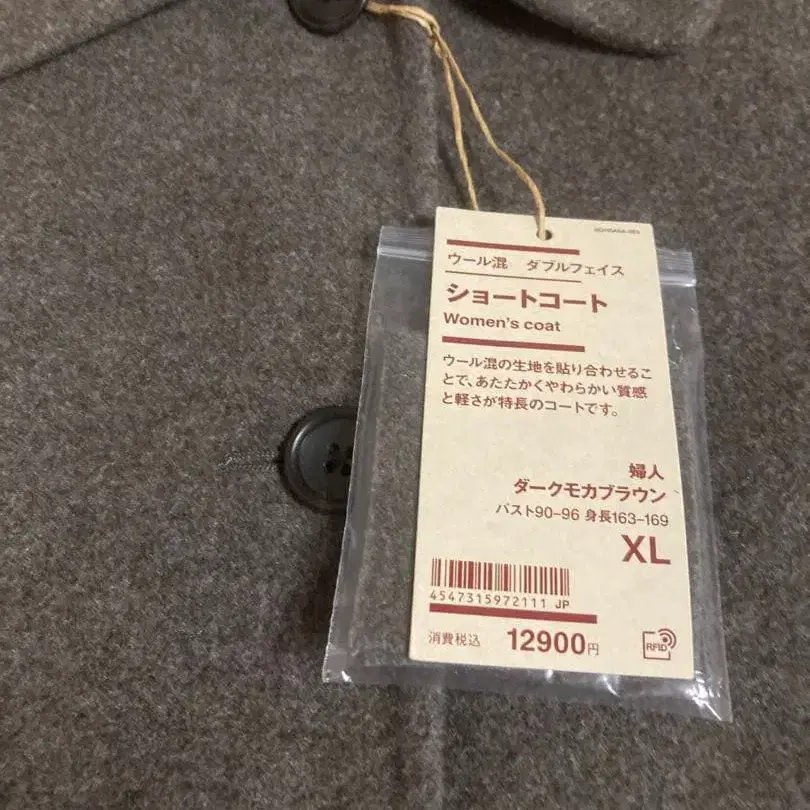 ウール混 ダブルフェイス
ショートコート
Women's coat
ウール混の生地を貼り合わせるこ
とで、あたたかくやわらかい質感
と軽さが特長のコートです。
婦人
ダークモカブラウン
バスト90-96 身長163-169
XL
4547315972111 JP
消費税込 12900円
RFID